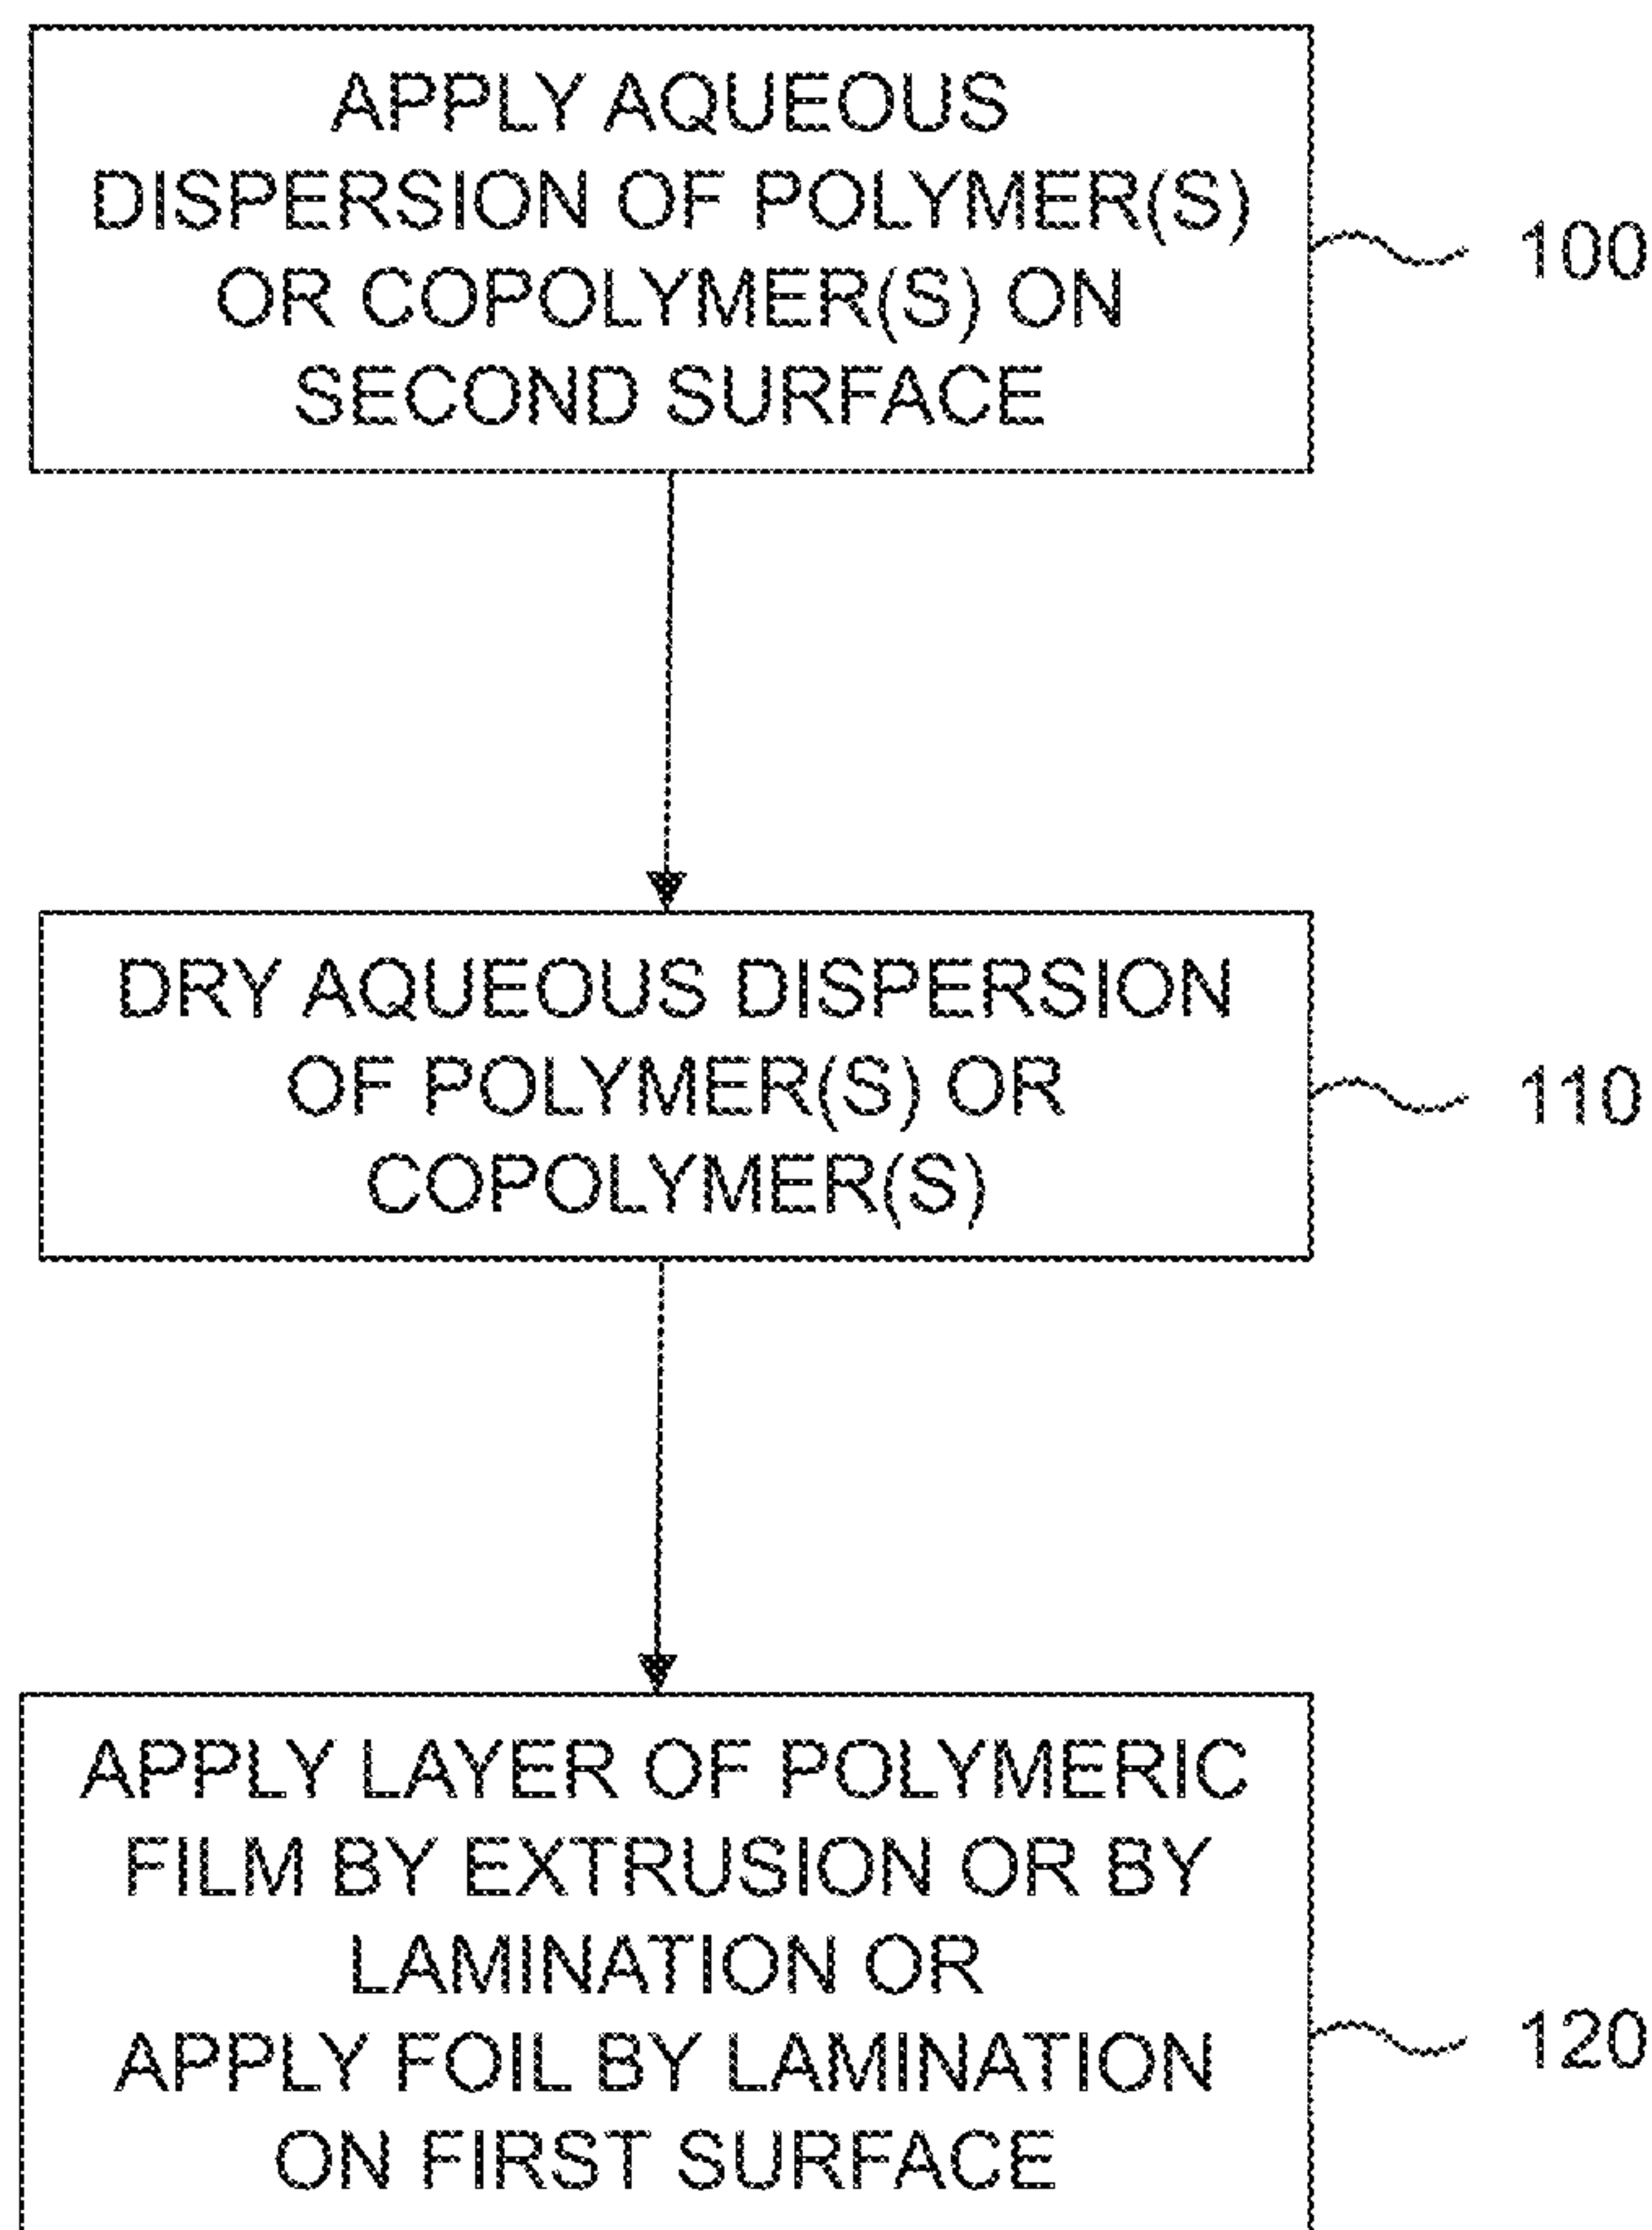 APPLY AQUEOUS
DISPERSION OF POLYMER(S)
OR COPOLYMER(S) ON
SECOND SURFACE
100
DRY AQUEOUS DISPERSION
OF POLYMER(S) OR
COPOLYMER(S)
110
APPLY LAYER OF POLYMERIC
FILM BY EXTRUSION OR BY
LAMINATION OR
APPLY FOIL BY LAMINATION
ON FIRST SURFACE
120